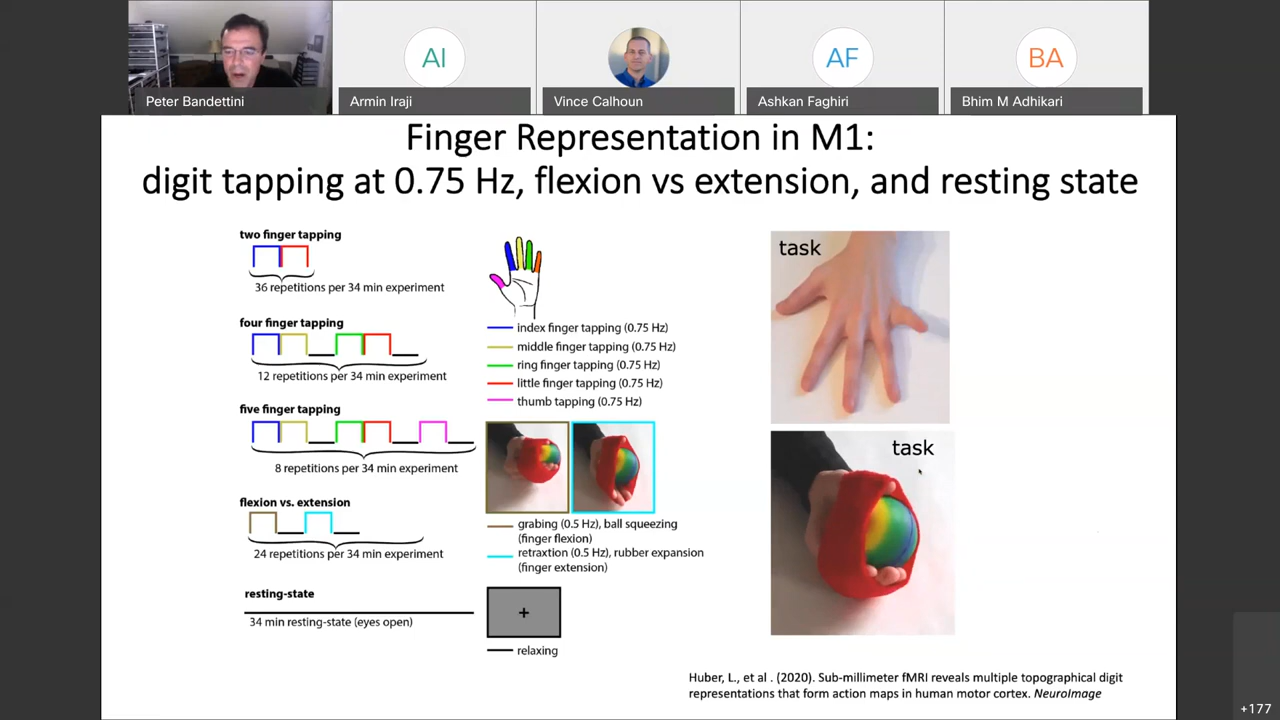 Peter Bandettini
AI
Armin Iraji
Vince Calhoun
AF
Ashkan Faghiri
BA
Bhim M Adhikari
Finger Representation in M1:
digit tapping at 0.75 Hz, flexion vs extension, and resting state
two finger tapping
36 repetitions per 34 min experiment
four finger tapping
12 repetitions per 34 min experiment
five finger tapping
8 repetitions per 34 min experiment
flexion vs. extension
24 repetitions per 34 min experiment
resting-state
34 min resting-state (eyes open)
index finger tapping (0.75 Hz)
middle finger tapping (0.75 Hz)
ring finger tapping (0.75 Hz)
little finger tapping (0.75 Hz)
thumb tapping (0.75 Hz)
grabing (0.5 Hz), ball squeezing
(finger flexion)
retraxtion (0.5 Hz), rubber expansion
(finger extension)
+
relaxing
task
task
Huber, L., et al . (2020). Sub-millimeter fMRI reveals multiple topographical digit
representations that form action maps in human motor cortex. NeuroImage
+177